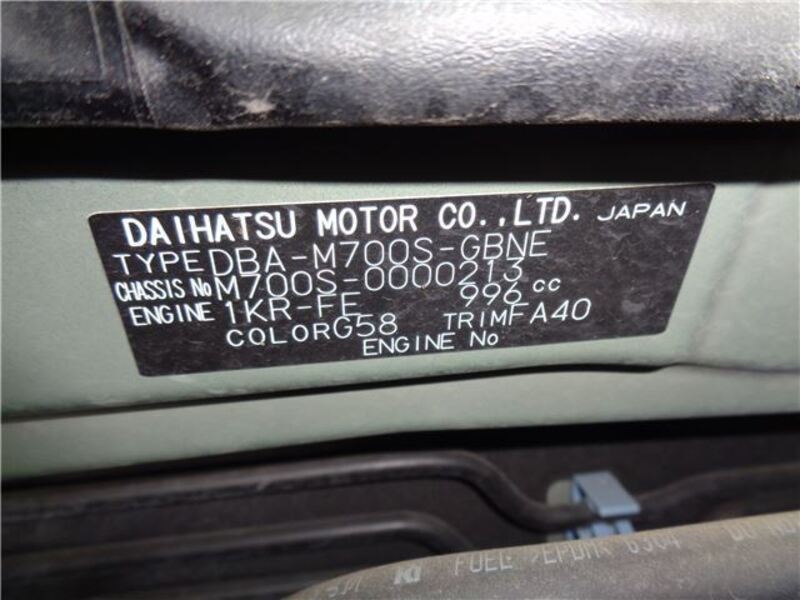 DAIHATSU MOTOR CO.,LTD. JAPAN
TYPE DBA-M700S-GBNE
CHASSIS No M700S-0000213
ENGINE 1KR-FE 996 cc
COLOR G58 TRIM FA40
ENGINE No
FUEL